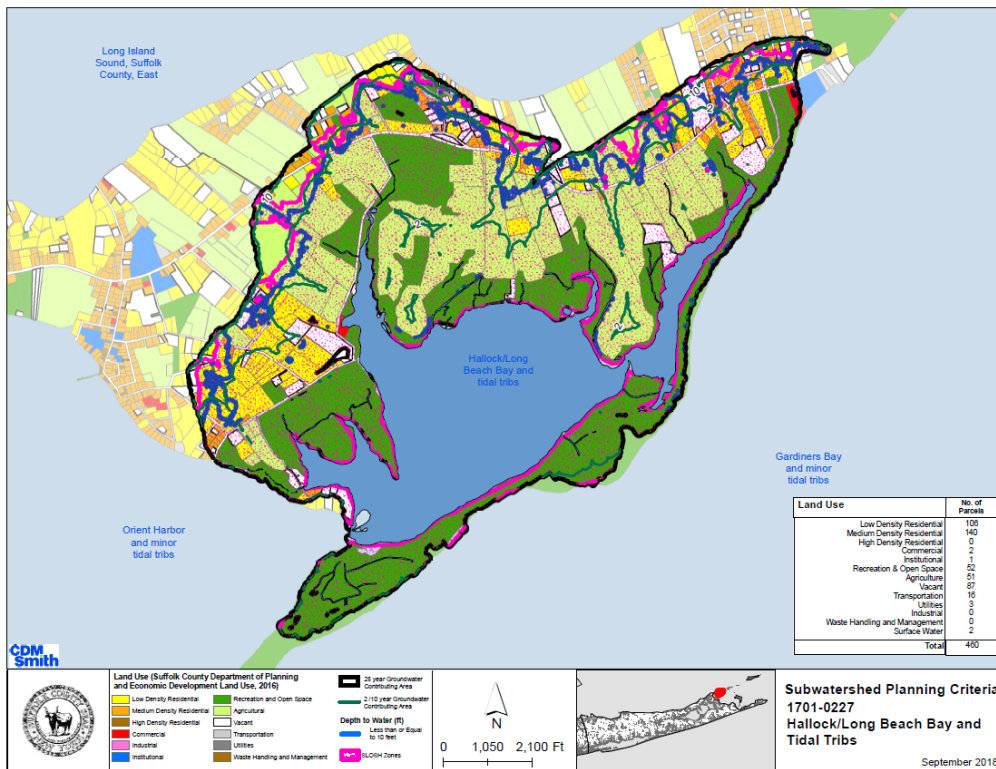 Long Island
Sound, Suffolk
County, East
10
10
2
2
2
Hallock/Long
Beach Bay and
tidal tribs
Gardiners Bay
and minor
tidal tribs
Orient Harbor
and minor
tidal tribs
Land Use
No. of
Parcels
Low Density Residential 106
Medium Density Residential 140
High Density Residential 0
Commercial 2
Institutional 1
Recreation & Open Space 52
Agriculture 51
Vacant 87
Transportation 16
Utilities 3
Industrial 0
Waste Handling and Management 0
Surface Water 2
Total 460
CDM
Smith
Land Use (Suffolk County Department of Planning
and Economic Development Land Use, 2016)
Low Density Residential
Medium Density Residential
High Density Residential
Commercial
Industrial
Institutional
Recreation and Open Space
Agricultural
Vacant
Transportation
Utilities
Waste Handling and Management
25 year Groundwater
Contributing Area
2 /10 year Groundwater
Contributing Area
Depth to Water (ft)
Less than or Equal
to 10 feet
SLOSH Zones
N
0 1,050 2,100 Ft
Subwatershed Planning Criteria
1701-0227
Hallock/Long Beach Bay and
Tidal Tribs
September 2018